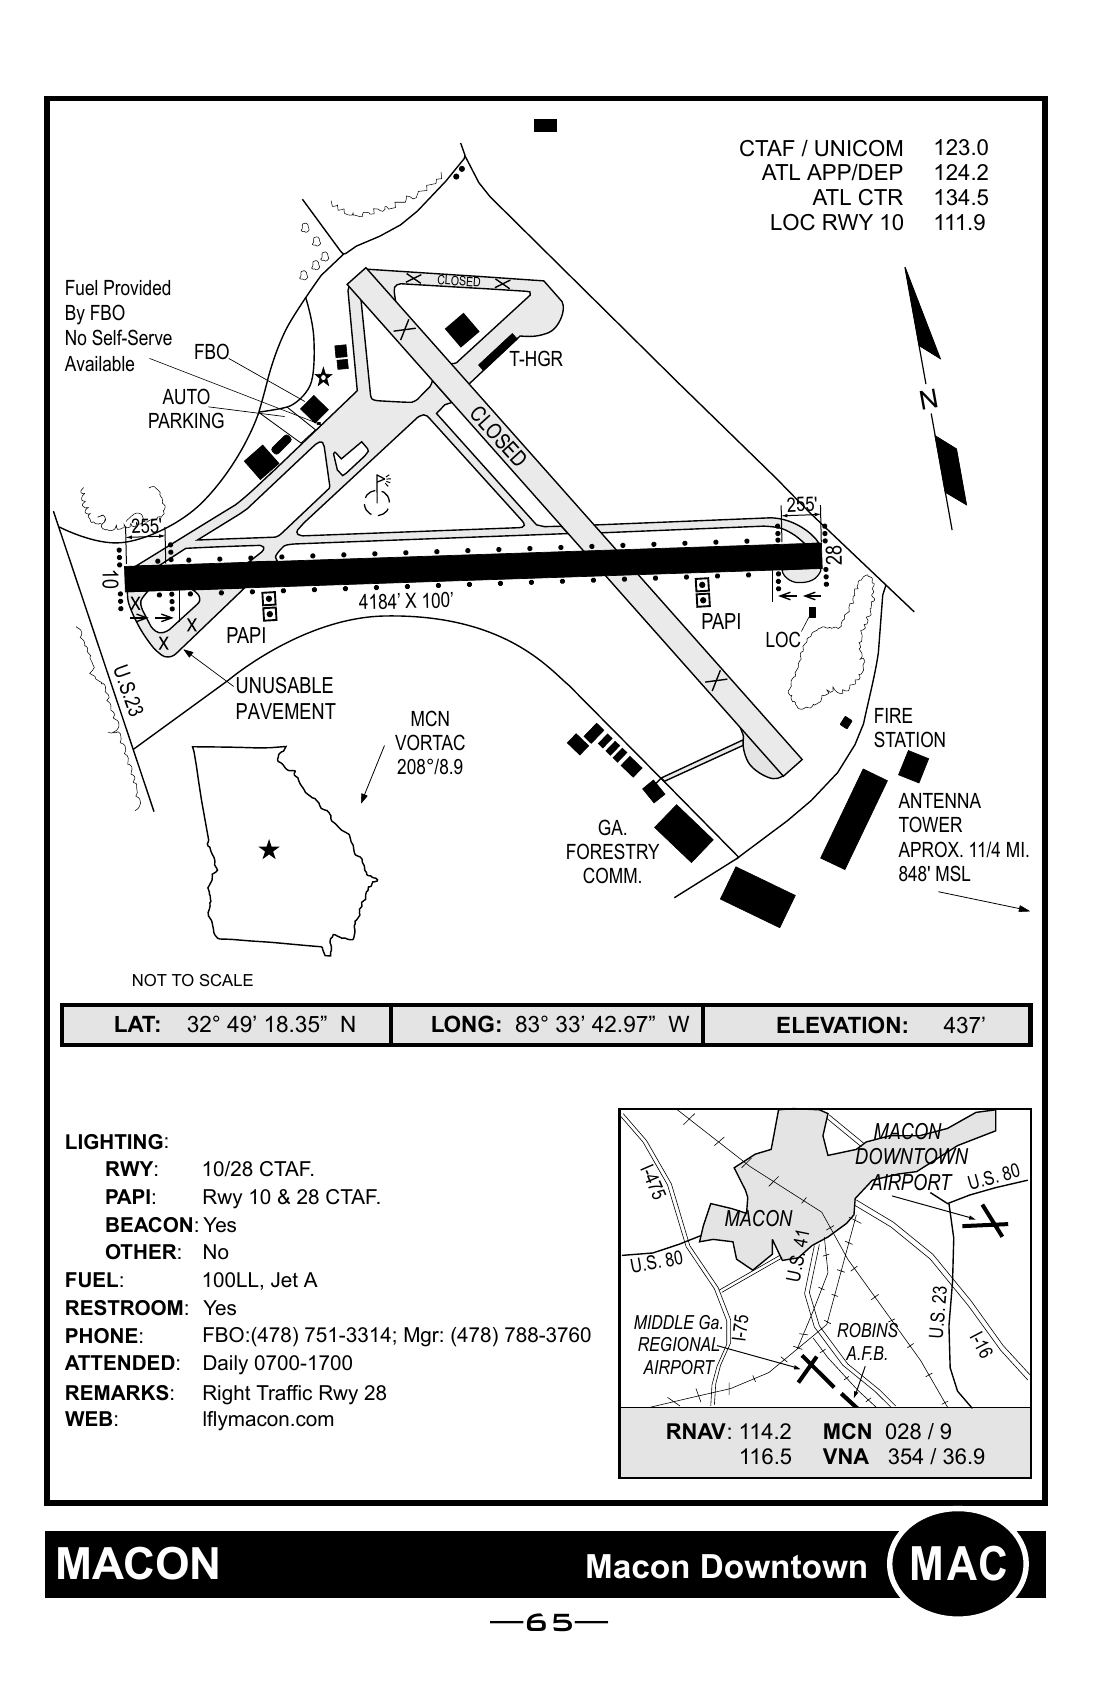 CTAF / UNICOM 123.0
ATL APP/DEP 124.2
ATL CTR 134.5
LOC RWY 10 111.9
Fuel Provided
By FBO
No Self-Serve
Available
FBO
AUTO
PARKING
CLOSED
T-HGR
CLOSED
N
255'
255'
10
28
4184' X 100'
PAPI
PAPI
LOC
X
X
X
U.S.23
UNUSABLE
PAVEMENT
MCN
VORTAC
208°/8.9
FIRE
STATION
GA.
FORESTRY
COMM.
ANTENNA
TOWER
APROX. 11/4 MI.
848' MSL
NOT TO SCALE
LAT: 32° 49’ 18.35” N LONG: 83° 33’ 42.97” W ELEVATION: 437’
LIGHTING:
RWY: 10/28 CTAF.
PAPI: Rwy 10 & 28 CTAF.
BEACON: Yes
OTHER: No
FUEL: 100LL, Jet A
RESTROOM: Yes
PHONE: FBO:(478) 751-3314; Mgr: (478) 788-3760
ATTENDED: Daily 0700-1700
REMARKS: Right Traffic Rwy 28
WEB: Iflymacon.com
MACON
DOWNTOWN
AIRPORT
I-475
U.S. 80
MACON
U.S. 80
U.S. 41
U.S. 23
I-75
MIDDLE Ga.
REGIONAL
AIRPORT
ROBINS
A.F.B.
I-16
RNAV: 114.2 MCN 028 / 9
116.5 VNA 354 / 36.9
MACON Macon Downtown MAC
—65—